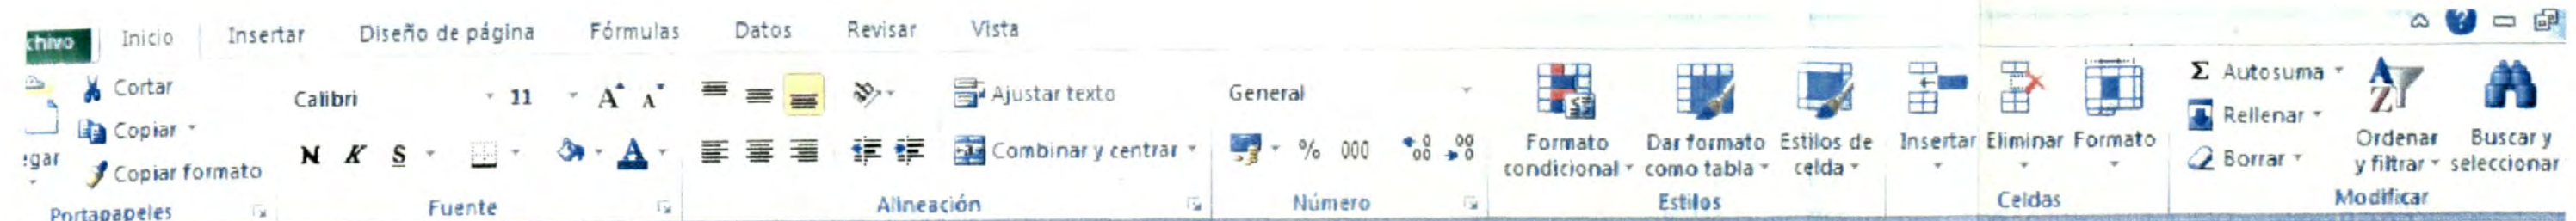 chivo Inicio Insertar Diseño de página Fórmulas Datos Revisar Vista
Cortar
Copiar
egar
Copiar formato
Portapapeles
Calibri 11 A A
N K S A
Fuente
Ajustar texto
Combinar y centrar
Alineación
General
% 000
Número
Formato condicional
Dar formato como tabla
Estilos de celda
Estilos
Insertar Eliminar Formato
Celdas
Σ Autosuma
Rellenar
Borrar
Ordenar y filtrar
Buscar y seleccionar
Modificar